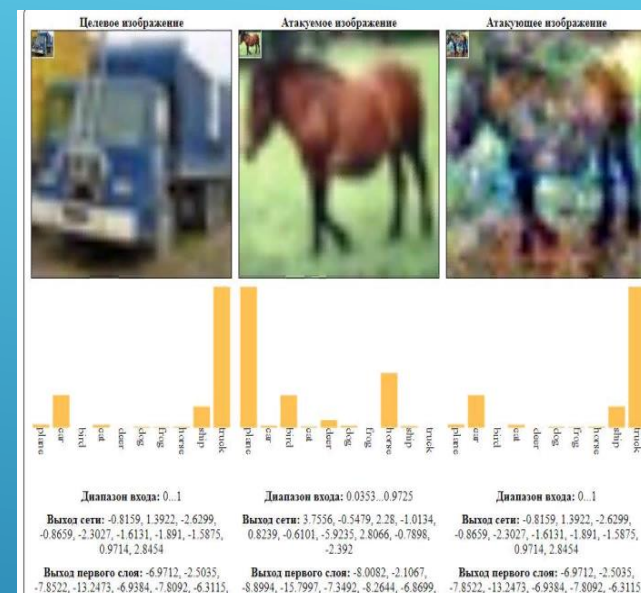 Целевое изображение
Атакуемое изображение
Атакующее изображение
plane car bird cat deer dog frog horse ship truck
plane car bird cat deer dog frog horse ship truck
plane car bird cat deer dog frog horse ship truck
Диапазон входа: 0...1
Выход сети: -0.8159, 1.3922, -2.6299,
-0.8659, -2.3027, -1.6131, -1.891, -1.5875,
0.9714, 2.8454
Выход первого слоя: -6.9712, -2.5035,
-7.8522, -13.2473, -6.9384, -7.8092, -6.3115,
Диапазон входа: 0.0353...0.9725
Выход сети: 3.7556, -0.5479, 2.28, -1.0134,
0.8239, -0.6101, -5.9235, 2.8066, -0.7898,
-2.392
Выход первого слоя: -8.0082, -2.1067,
-8.8994, -15.7997, -7.3492, -8.2644, -6.8699,
Диапазон входа: 0...1
Выход сети: -0.8159, 1.3922, -2.6299,
-0.8659, -2.3027, -1.6131, -1.891, -1.5875,
0.9714, 2.8454
Выход первого слоя: -6.9712, -2.5035,
-7.8522, -13.2473, -6.9384, -7.8092, -6.3115